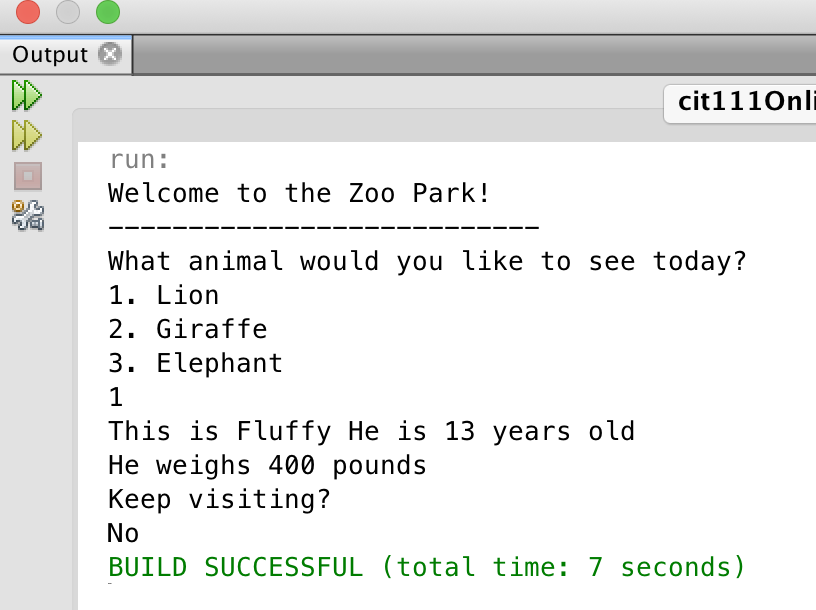 Output
cit111Onli
run:
Welcome to the Zoo Park!
---------------------------
What animal would you like to see today?
1. Lion
2. Giraffe
3. Elephant
1
This is Fluffy He is 13 years old
He weighs 400 pounds
Keep visiting?
No
BUILD SUCCESSFUL (total time: 7 seconds)